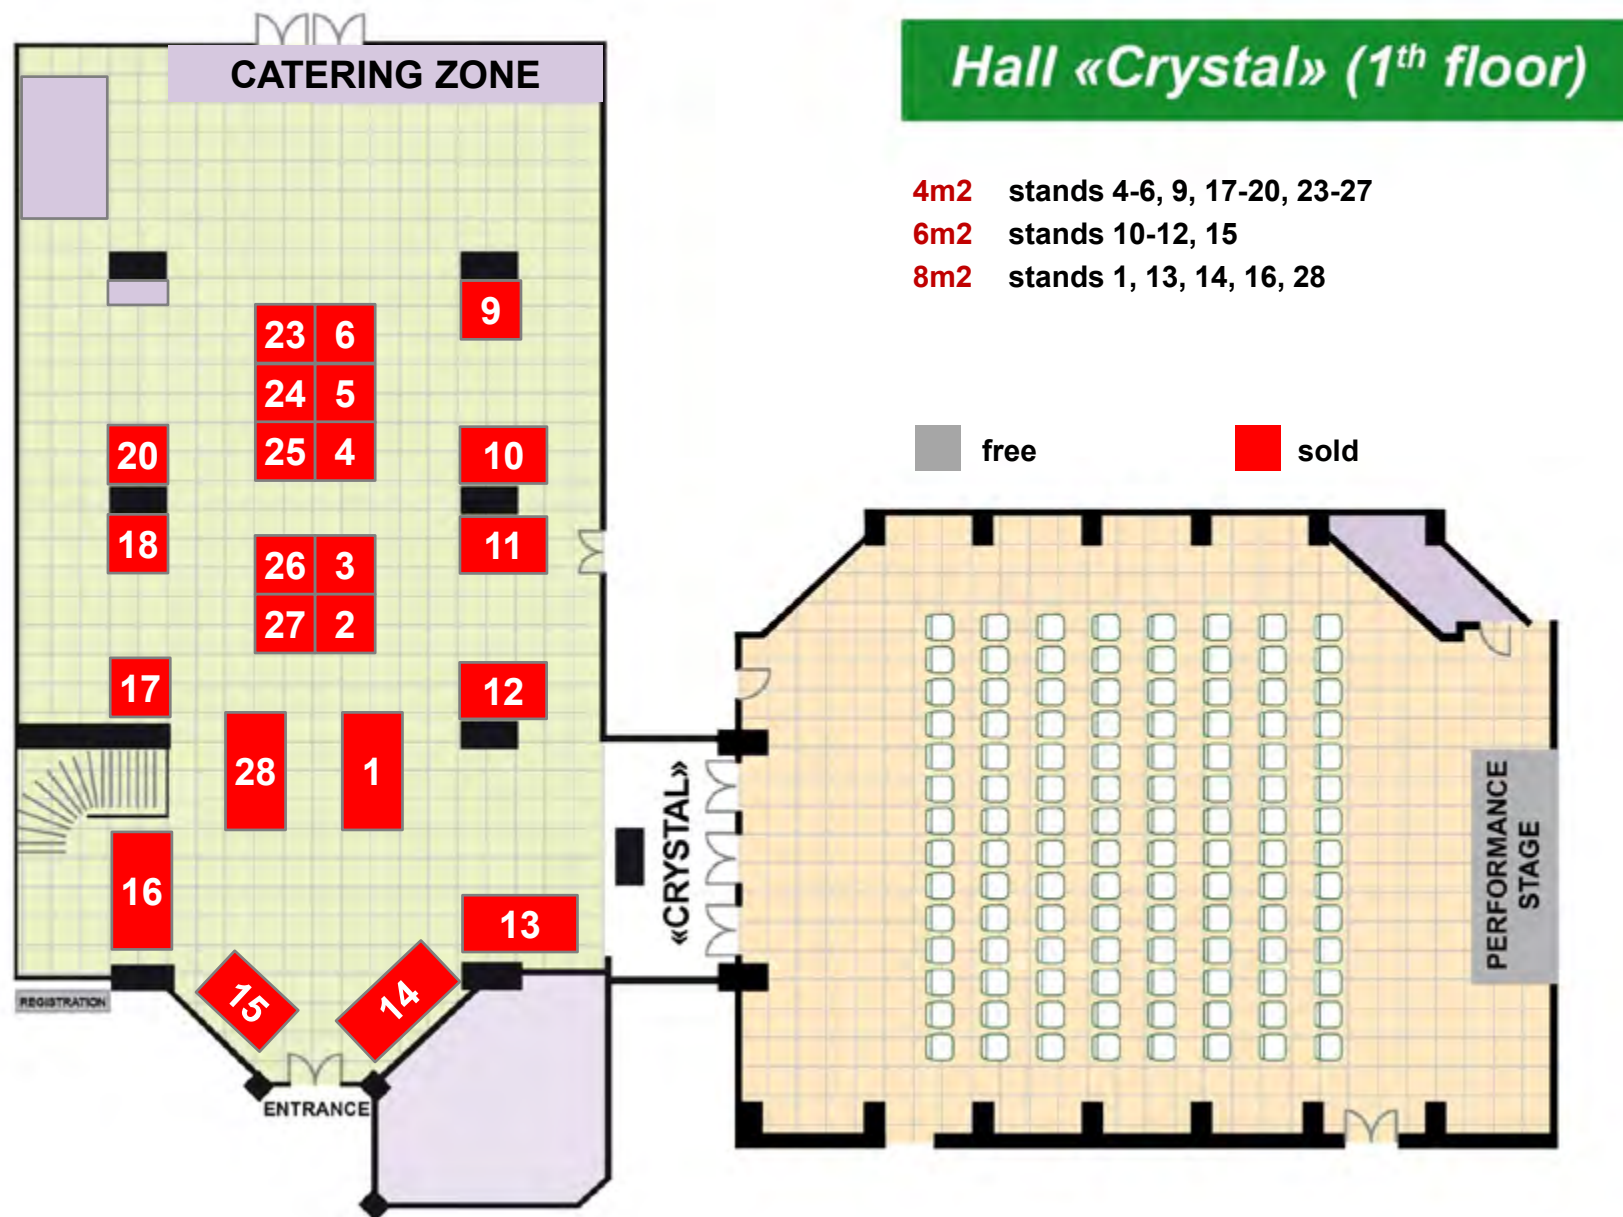 CATERING ZONE
Hall «Crystal» (1th floor)
4m2 stands 4-6, 9, 17-20, 23-27
6m2 stands 10-12, 15
8m2 stands 1, 13, 14, 16, 28
free sold
23 6 9
24 5
25 4
20 10
18 11
26 3
27 2
17 12
28 1
16
13
15 14
REGISTRATION
ENTRANCE
«CRYSTAL»
PERFORMANCE
STAGE